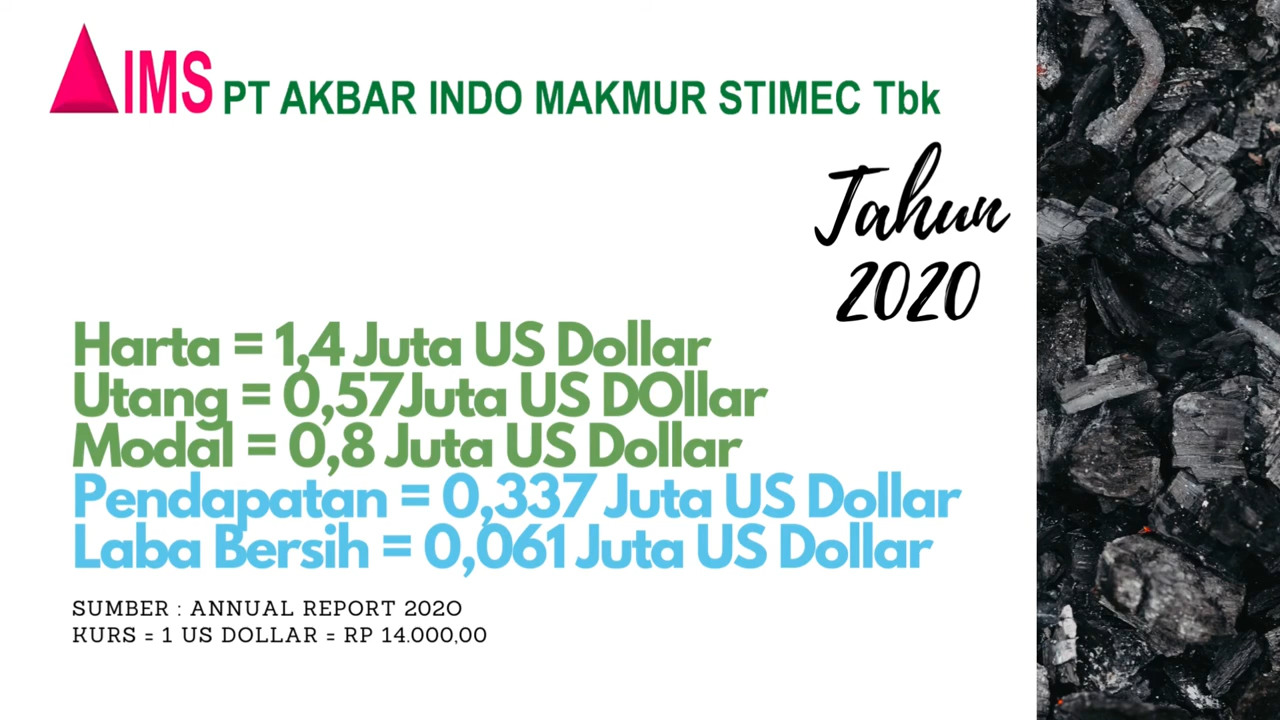 AIMS PT AKBAR INDO MAKMUR STIMEC Tbk
Tahun
2020
Harta = 1,4 Juta US Dollar
Utang = 0,57Juta US DOllar
Modal = 0,8 Juta US Dollar
Pendapatan = 0,337 Juta US Dollar
Laba Bersih = 0,061 Juta US Dollar
SUMBER : ANNUAL REPORT 2020
KURS = 1 US DOLLAR = RP 14.000,00